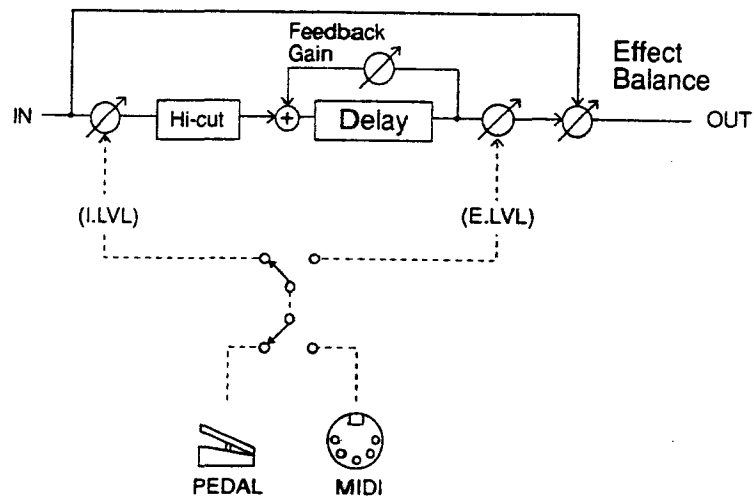 Feedback
Gain
Effect
Balance
IN
Hi-cut
+
Delay
OUT
(I.LVL)
(E.LVL)
PEDAL
MIDI